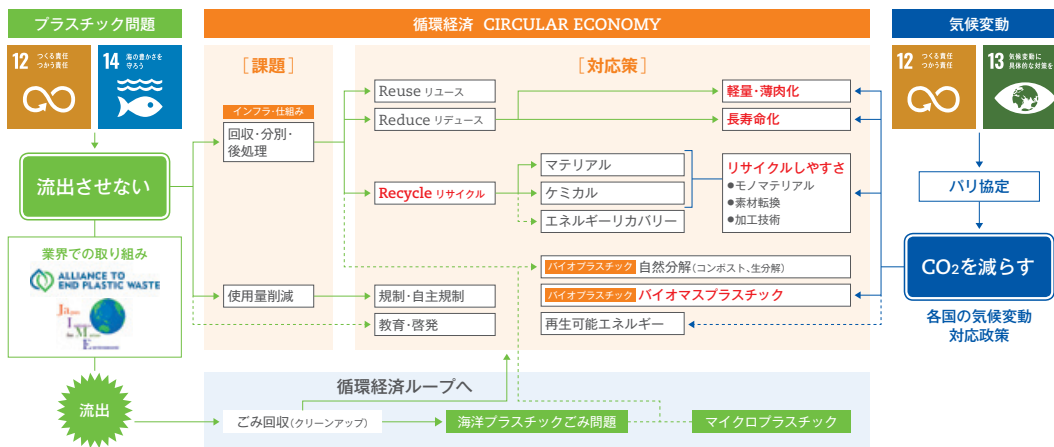 プラスチック問題
12 つくる責任
つかう責任
14 海の豊かさを
守ろう
流出させない
業界での取り組み
ALLIANCE TO
END PLASTIC WASTE
Japan
Initiative
for Marine
Environment
流出
循環経済 CIRCULAR ECONOMY
［課題］
インフラ・仕組み
回収・分別・
後処理
使用量削減
［対応策］
Reuse リユース
Reduce リデュース
Recycle リサイクル
規制・自主規制
教育・啓発
軽量・薄肉化
長寿命化
マテリアル
ケミカル
エネルギーリカバリー
リサイクルしやすさ
●モノマテリアル
●素材転換
●加工技術
バイオプラスチック 自然分解（コンポスト、生分解）
バイオプラスチック バイオマスプラスチック
再生可能エネルギー
循環経済ループへ
ごみ回収（クリーンアップ）
海洋プラスチックごみ問題
マイクロプラスチック
気候変動
12 つくる責任
つかう責任
13 気候変動に
具体的な対策を
パリ協定
CO₂を減らす
各国の気候変動
対応政策